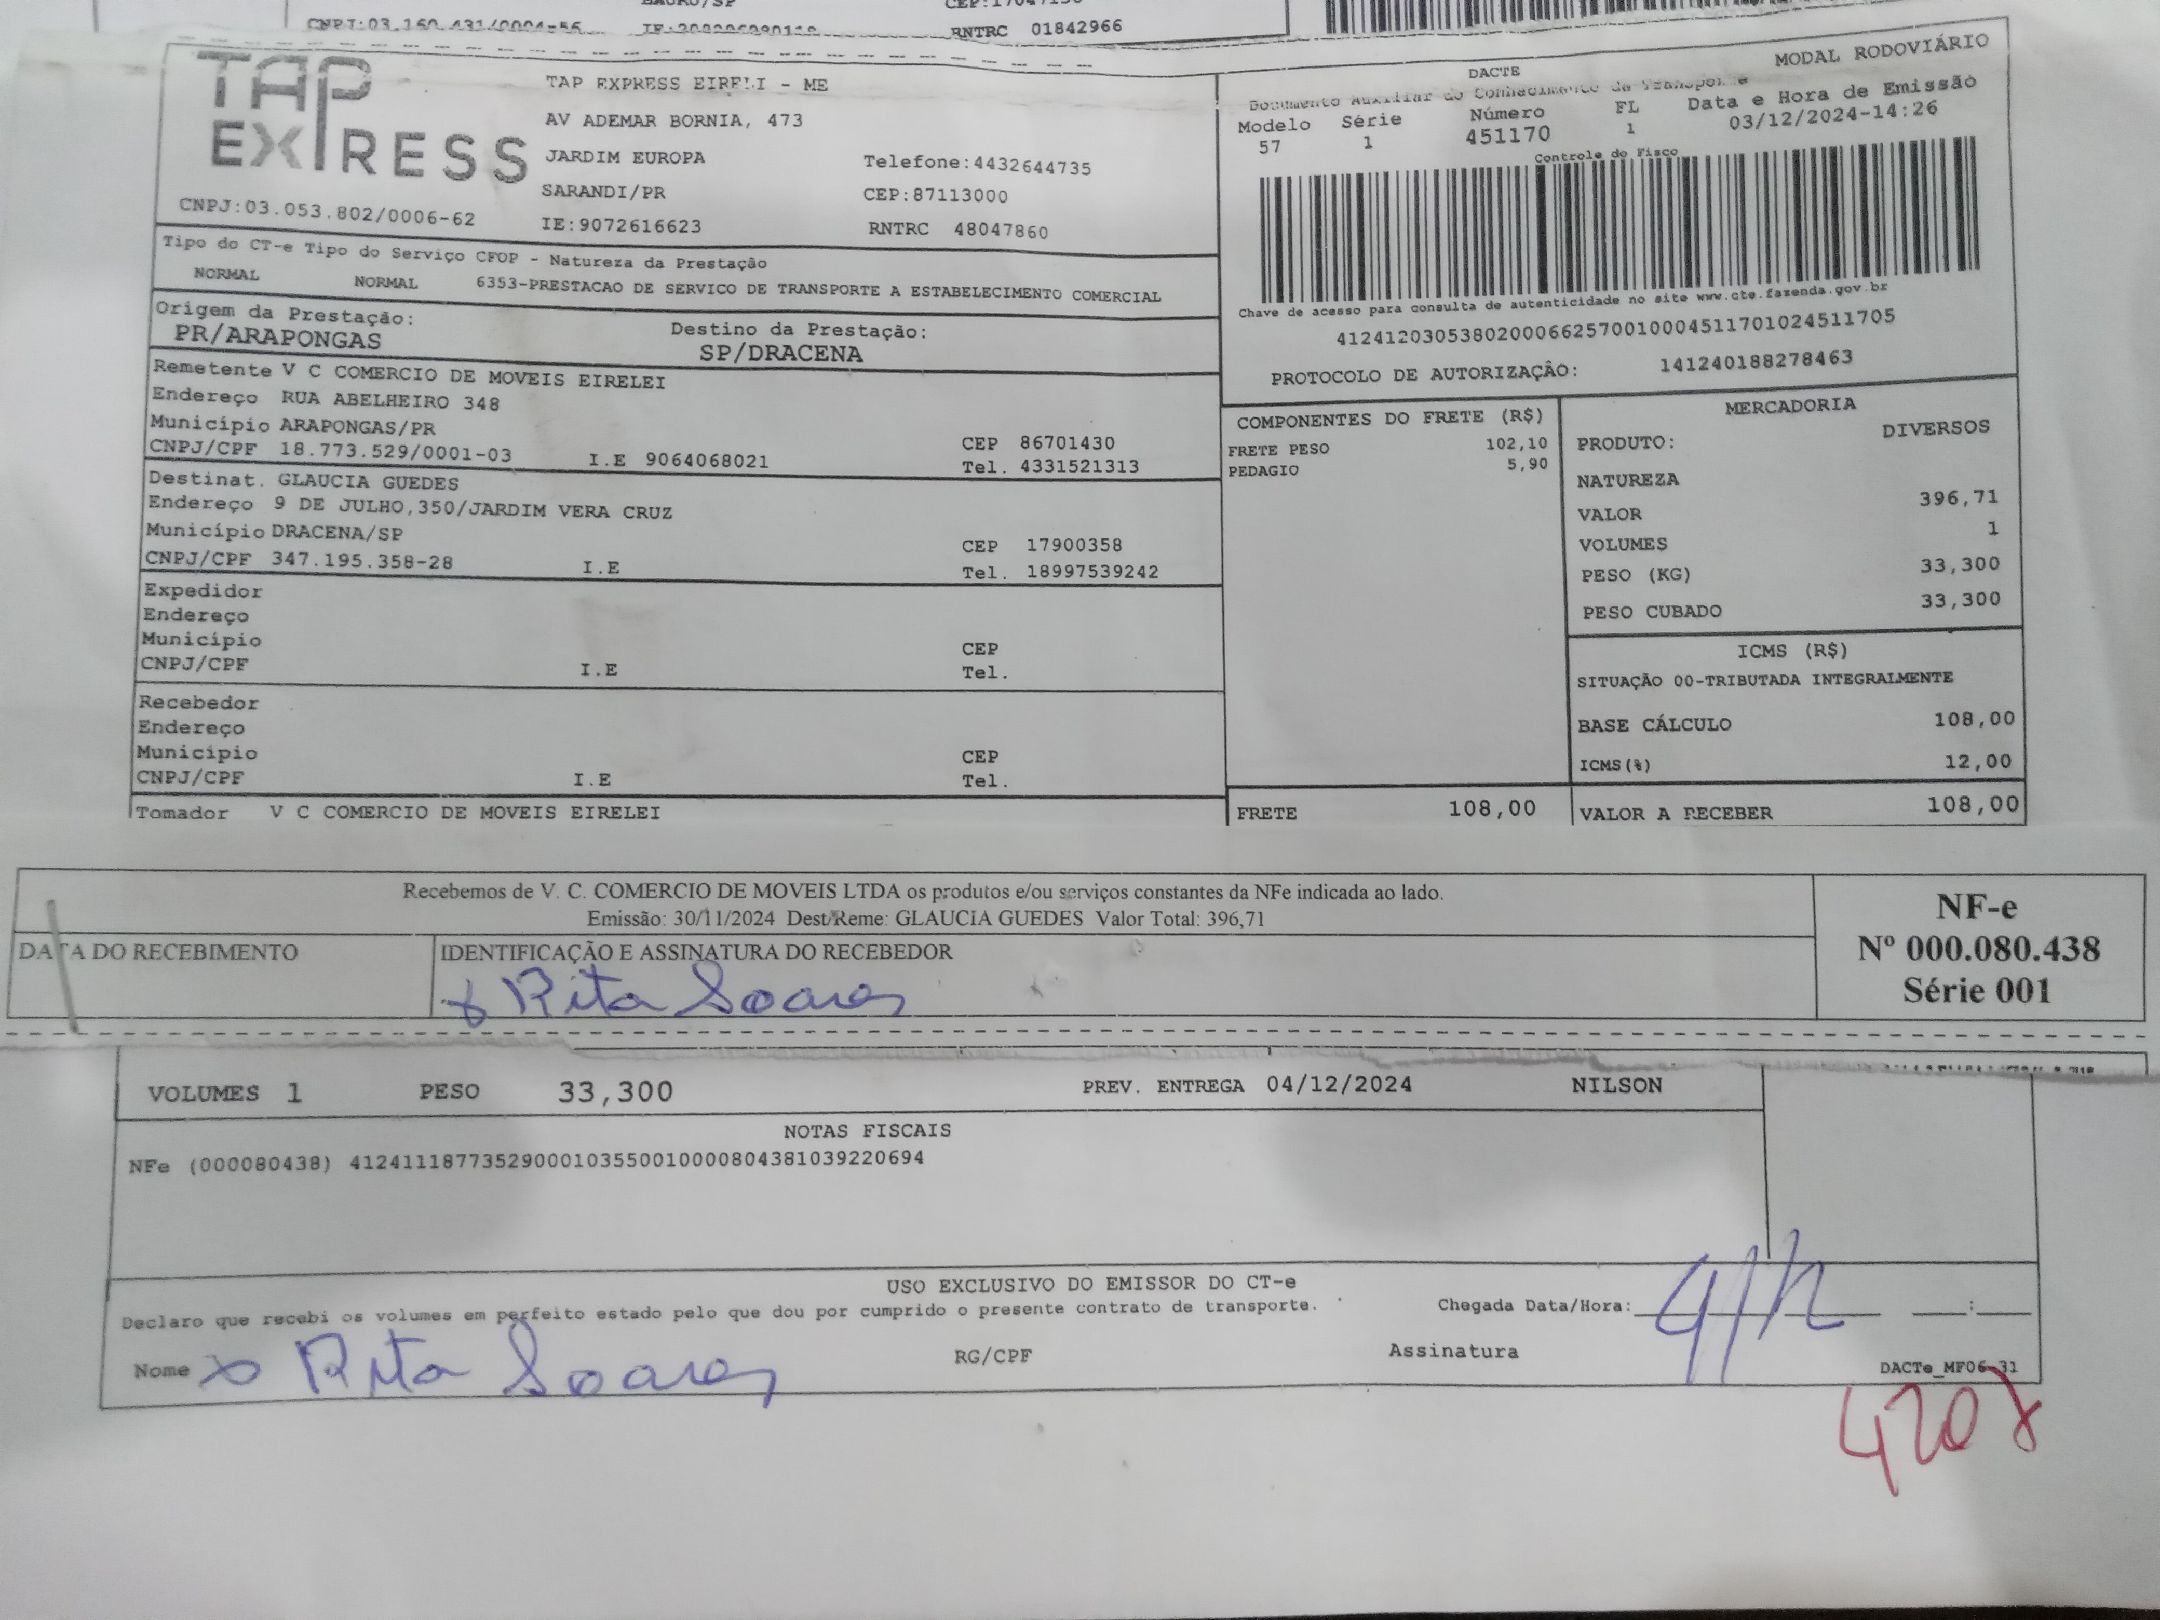 CEP:17047150
CNPJ:03.160.431/0004-56
RNTRC 01842966
TAP EXPRESS
TAP EXPRESS EIRELI - ME
AV ADEMAR BORNIA, 473
JARDIM EUROPA Telefone:4432644735
SARANDI/PR CEP:87113000
CNPJ:03.053.802/0006-62 IE:9072616623 RNTRC 48047860
DACTE MODAL RODOVIÁRIO
Documento Auxiliar do Conhecimento de Transporte
Modelo Série Número FL Data e Hora de Emissão
57 1 451170 1 03/12/2024-14:26
Controle do Fisco
Chave de acesso para consulta de autenticidade no site www.cte.fazenda.gov.br
41241203053802000662570010004511701024511705
PROTOCOLO DE AUTORIZAÇÃO: 141240188278463
Tipo do CT-e Tipo do Serviço CFOP - Natureza da Prestação
NORMAL NORMAL 6353-PRESTACAO DE SERVICO DE TRANSPORTE A ESTABELECIMENTO COMERCIAL
Origem da Prestação: Destino da Prestação:
PR/ARAPONGAS SP/DRACENA
Remetente V C COMERCIO DE MOVEIS EIRELEI
Endereço RUA ABELHEIRO 348
Município ARAPONGAS/PR CEP 86701430
CNPJ/CPF 18.773.529/0001-03 I.E 9064068021 Tel. 4331521313
Destinat. GLAUCIA GUEDES
Endereço 9 DE JULHO,350/JARDIM VERA CRUZ
Município DRACENA/SP CEP 17900358
CNPJ/CPF 347.195.358-28 I.E Tel. 18997539242
Expedidor
Endereço
Município CEP
CNPJ/CPF I.E Tel.
Recebedor
Endereço
Município CEP
CNPJ/CPF I.E Tel.
Tomador V C COMERCIO DE MOVEIS EIRELEI
COMPONENTES DO FRETE (R$)
FRETE PESO 102,10
PEDAGIO 5,90
FRETE 108,00
MERCADORIA
PRODUTO: DIVERSOS
NATUREZA
VALOR 396,71
VOLUMES 1
PESO (KG) 33,300
PESO CUBADO 33,300
ICMS (R$)
SITUAÇÃO 00-TRIBUTADA INTEGRALMENTE
BASE CÁLCULO 108,00
ICMS(%) 12,00
VALOR A RECEBER 108,00
Recebemos de V. C. COMERCIO DE MOVEIS LTDA os produtos e/ou serviços constantes da NFe indicada ao lado.
Emissão: 30/11/2024 Dest/Reme: GLAUCIA GUEDES Valor Total: 396,71
DATA DO RECEBIMENTO IDENTIFICAÇÃO E ASSINATURA DO RECEBEDOR
x Rita Soares
NF-e
Nº 000.080.438
Série 001
VOLUMES 1 PESO 33,300 PREV. ENTREGA 04/12/2024 NILSON
NOTAS FISCAIS
NFe (000080438) 41241118773529000103550010000804381039220694
USO EXCLUSIVO DO EMISSOR DO CT-e
Declaro que recebi os volumes em perfeito estado pelo que dou por cumprido o presente contrato de transporte. Chegada Data/Hora: ___:___
Nome x Rita Soares RG/CPF Assinatura
DACTe_MF06-31